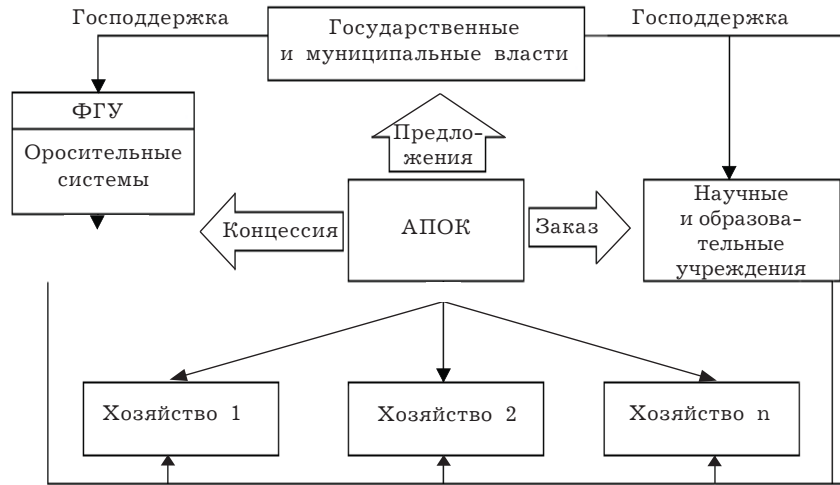 Господдержка
Государственные
и муниципальные власти
Господдержка
ФГУ
Оросительные
системы
Предло-
жения
Концессия
АПОК
Заказ
Научные
и образова-
тельные
учреждения
Хозяйство 1
Хозяйство 2
Хозяйство n